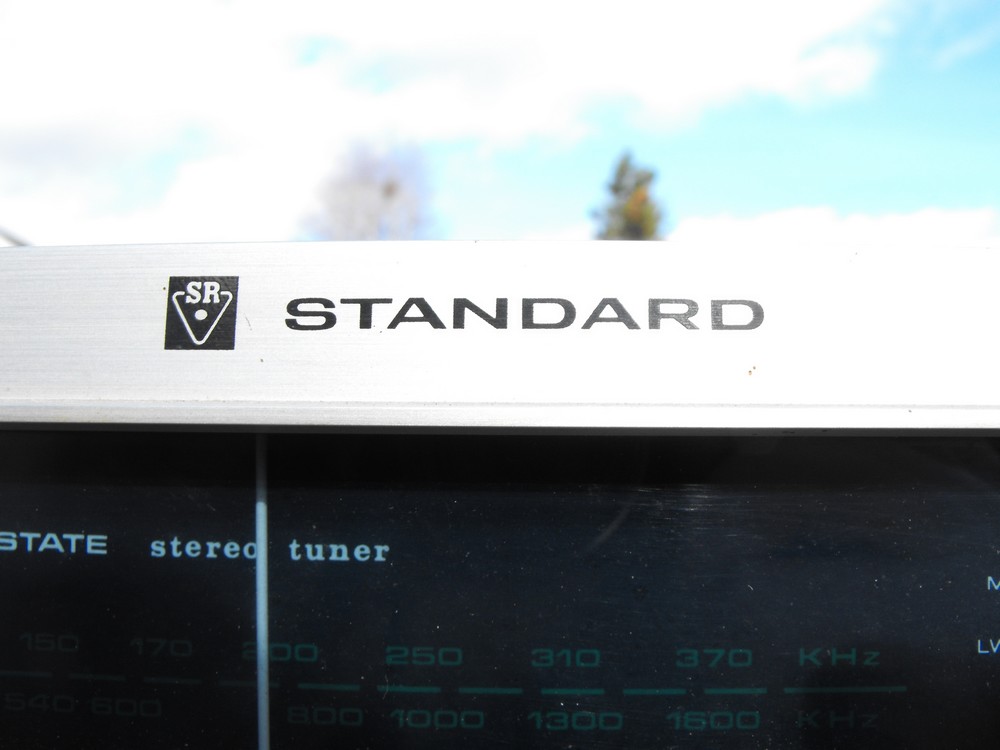 SR STANDARD
STATE stereo tuner
M
LW
150 170 200 250 310 370 KHz
540 600 800 1000 1300 1600 KHz